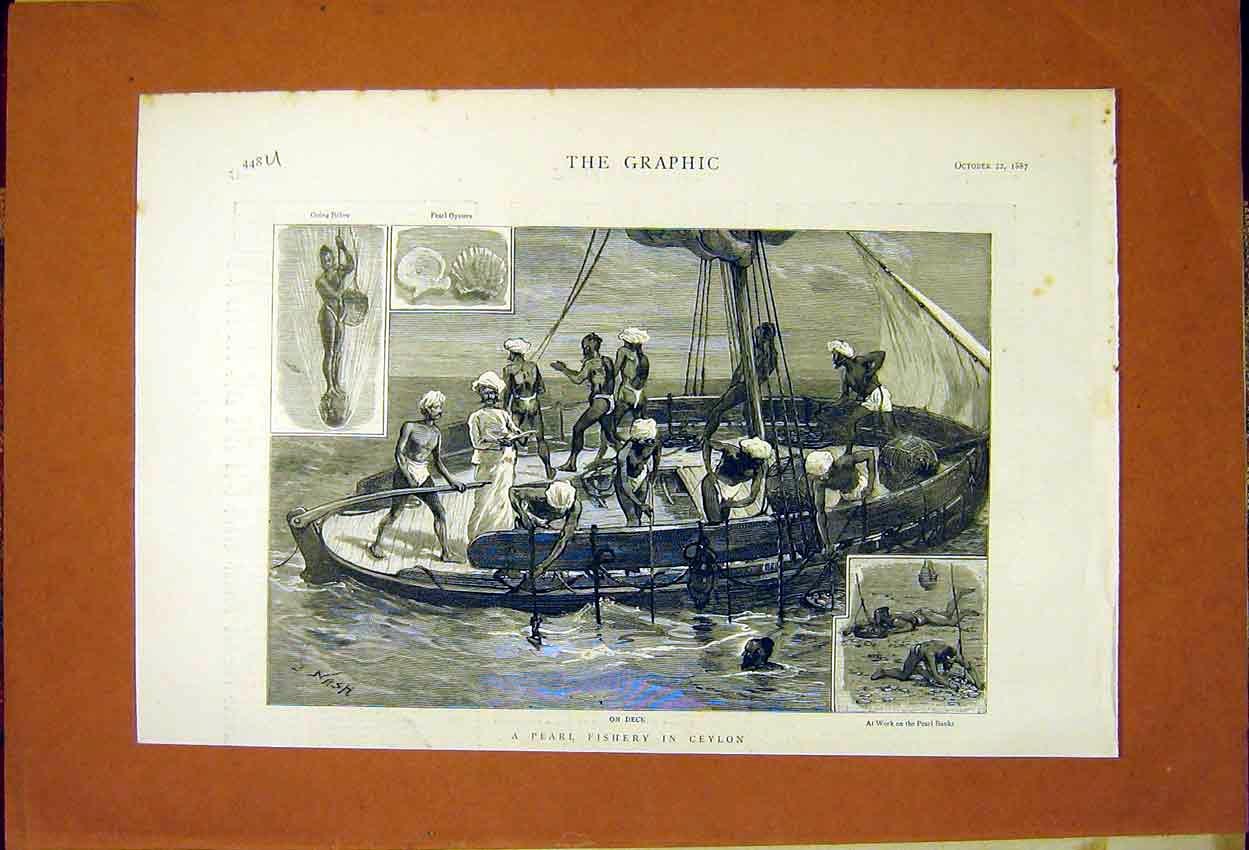 448 U
THE GRAPHIC
OCTOBER 22, 1887
Going Below
Pearl Oysters
NASH
ON DECK
At Work on the Pearl Banks
A PEARL FISHERY IN CEYLON